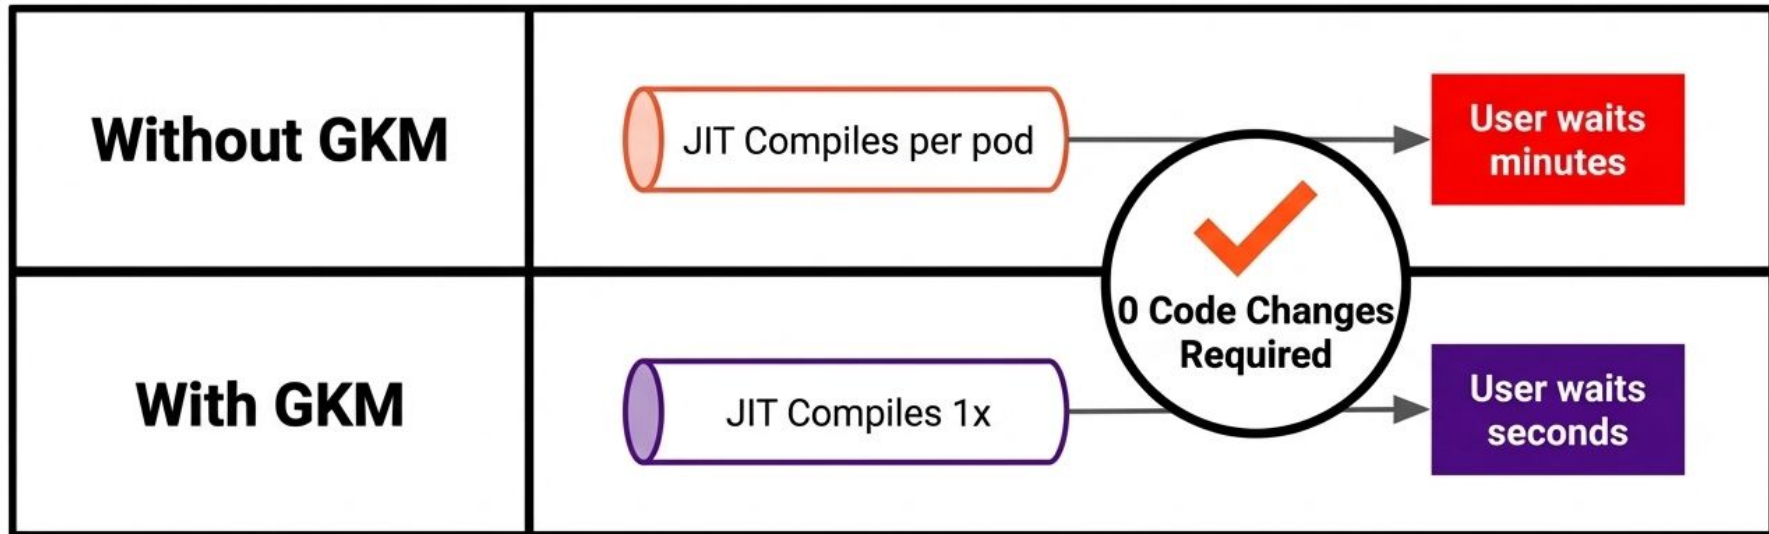 Without GKM
JIT Compiles per pod
User waits
minutes
0 Code Changes
Required
With GKM
JIT Compiles 1x
User waits
seconds